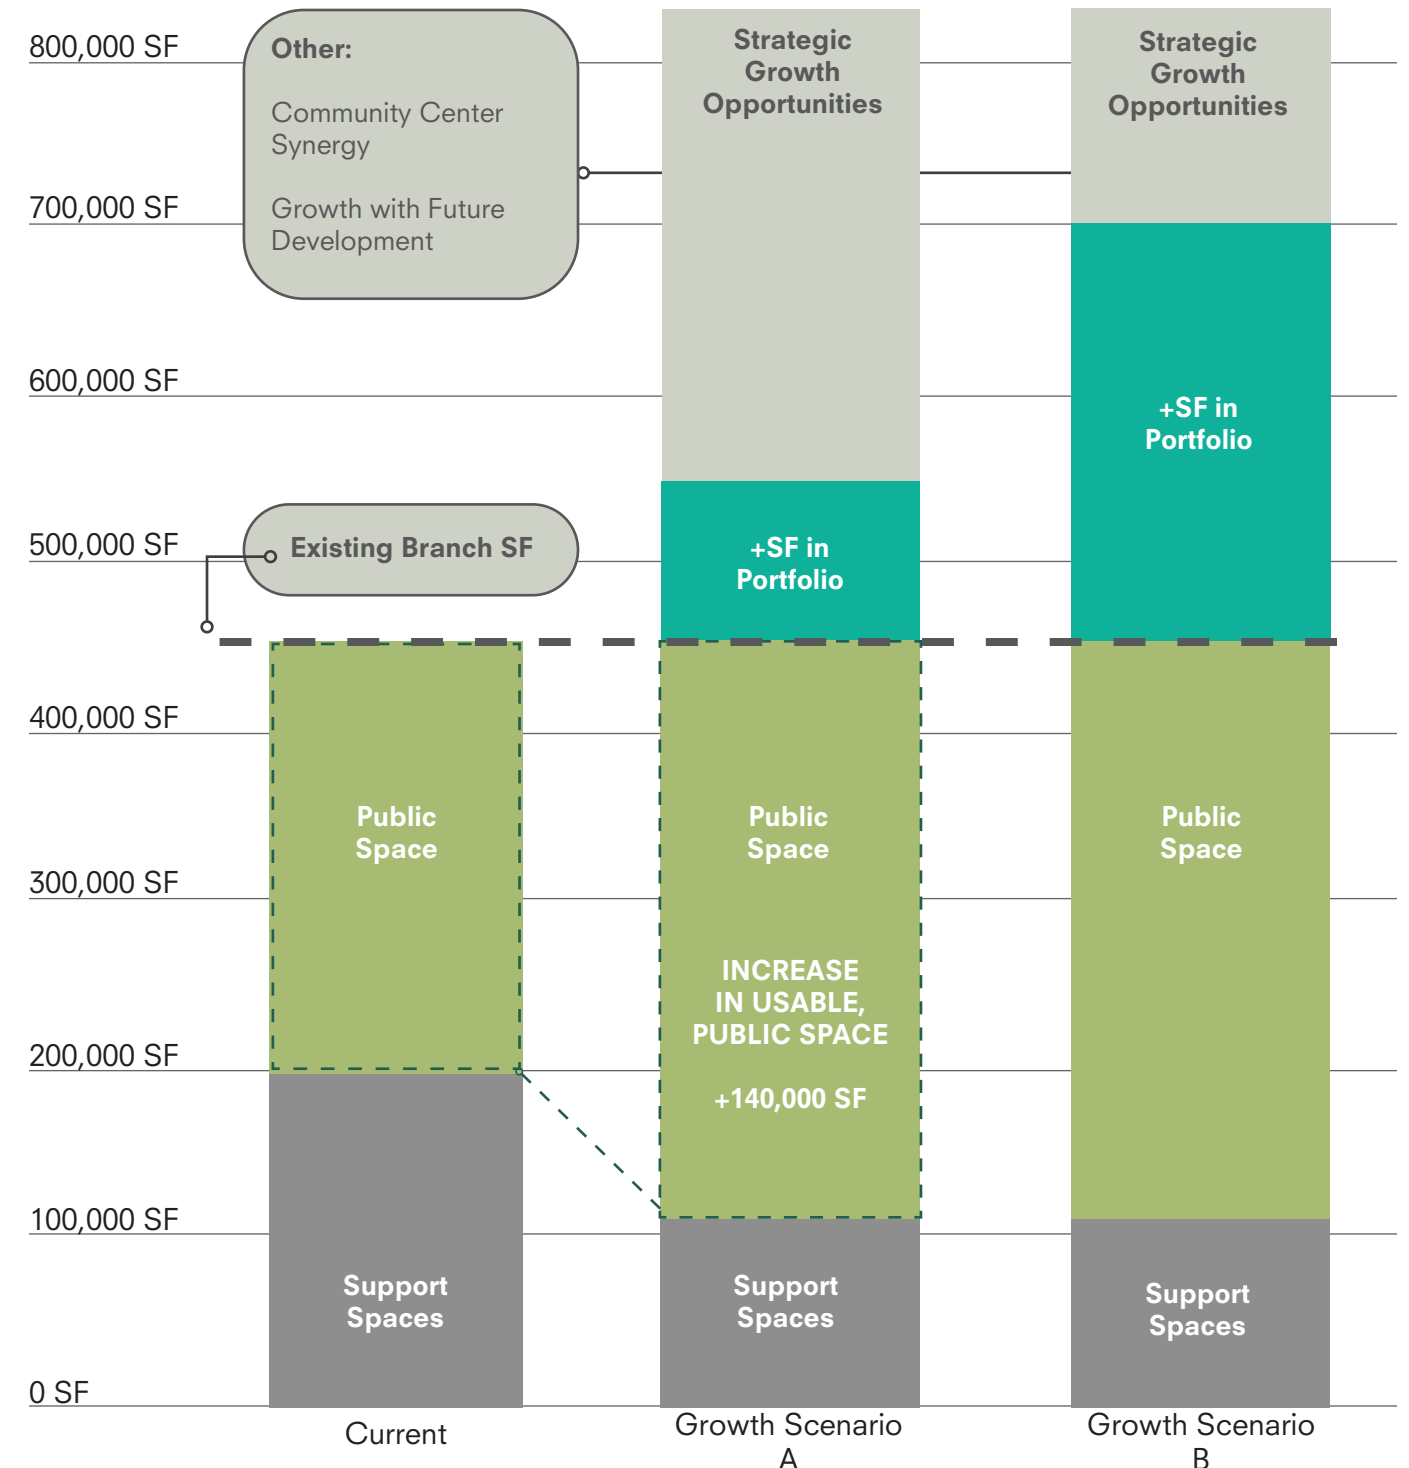 800,000 SF
700,000 SF
600,000 SF
500,000 SF
400,000 SF
300,000 SF
200,000 SF
100,000 SF
0 SF
Other:
Community Center
Synergy
Growth with Future
Development
Existing Branch SF
Public
Space
Support
Spaces
Current
Strategic
Growth
Opportunities
+SF in
Portfolio
Public
Space
INCREASE
IN USABLE,
PUBLIC SPACE
+140,000 SF
Support
Spaces
Growth Scenario
A
Strategic
Growth
Opportunities
+SF in
Portfolio
Public
Space
Support
Spaces
Growth Scenario
B